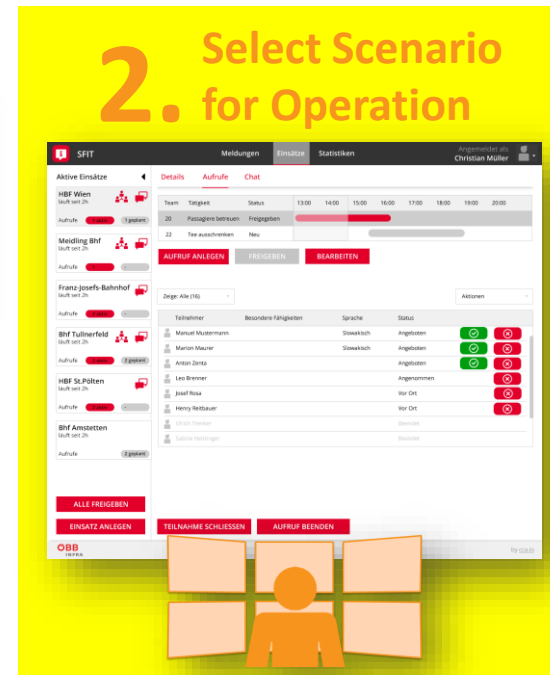 2. Select Scenario
for Operation
SFIT
Meldungen Einsätze Statistiken
Angemeldet als
Christian Müller
Aktive Einsätze
Details Aufrufe Chat
HBF Wien
läuft seit 2h
Aufrufe 1 geplant
Meidling Bhf
läuft seit 2h
Aufrufe
Franz-Josefs-Bahnhof
läuft seit 2h
Aufrufe
Bhf Tullnerfeld
läuft seit 2h
Aufrufe 2 geplant
HBF St.Pölten
läuft seit 2h
Aufrufe
Bhf Amstetten
läuft seit 2h
Aufrufe 2 geplant
ALLE FREIGEBEN
EINSATZ ANLEGEN
Team Tätigkeit Status 13:00 14:00 15:00 16:00 17:00 18:00 19:00 20:00
20 Passagiere betreuen Freigegeben
22 Tee ausschenken Neu
AUFRUF ANLEGEN FREIGEBEN BEARBEITEN
Zeige: Alle (16) Aktionen
Teilnehmer Besondere Fähigkeiten Sprache Status
Manuel Mustermann Slowakisch Angeboten
Marion Maurer Slowakisch Angeboten
Anton Zenta Angeboten
Leo Brenner Angenommen
Josef Rosa Vor Ort
Henry Reitbauer Vor Ort
Ulrich Trenker Beendet
Beendet
TEILNAHME SCHLIESSEN AUFRUF BEENDEN
ÖBB
INFRA